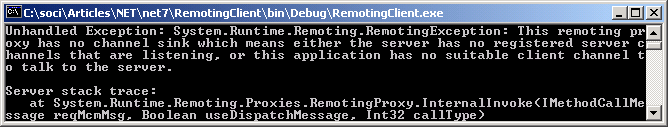 C:\soci\Articles\NET\net7\RemotingClient\bin\Debug\RemotingClient.exe
Unhandled Exception: System.Runtime.Remoting.RemotingException: This remoting pr
oxy has no channel sink which means either the server has no registered server c
hannels that are listening, or this application has no suitable client channel t
o talk to the server.
Server stack trace:
   at System.Runtime.Remoting.Proxies.RemotingProxy.InternalInvoke(IMethodCallMe
ssage reqMcmMsg, Boolean useDispatchMessage, Int32 callType)